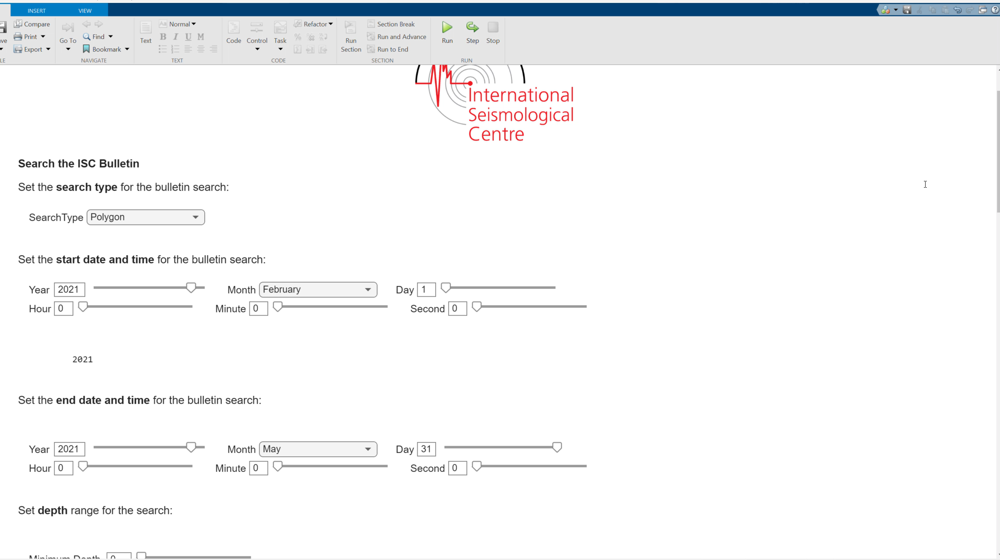 INSERT VIEW
Compare Normal Refactor Section Break
Print Find B I U M Run and Advance
Go To Text Code Control Task Run Section Run Step Stop
Export Bookmark Run to End
NAVIGATE TEXT CODE SECTION RUN
International
Seismological
Centre
Search the ISC Bulletin
Set the search type for the bulletin search:
SearchType Polygon
Set the start date and time for the bulletin search:
Year 2021 Month February Day 1
Hour 0 Minute 0 Second 0
2021
Set the end date and time for the bulletin search:
Year 2021 Month May Day 31
Hour 0 Minute 0 Second 0
Set depth range for the search:
Minimum Depth 0